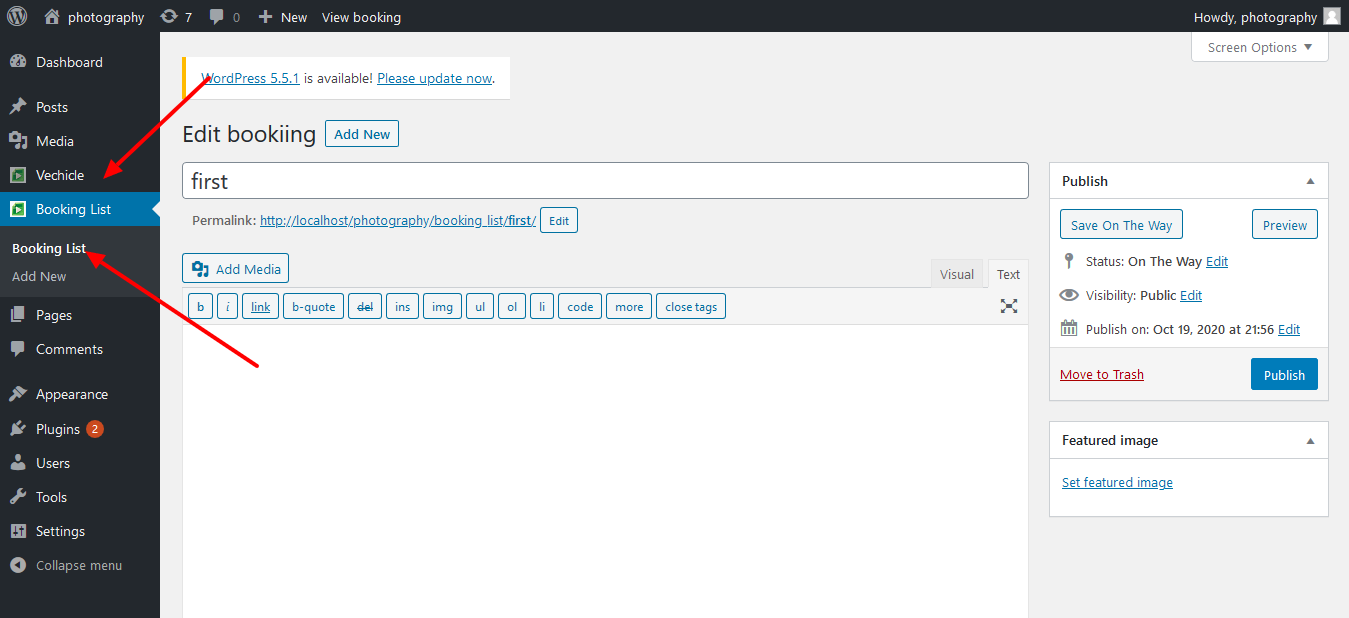 photography 7 0 New View booking Howdy, photography
Screen Options
Dashboard
Posts
Media
Vechicle
Booking List
Booking List
Add New
Pages
Comments
Appearance
Plugins 2
Users
Tools
Settings
Collapse menu
WordPress 5.5.1 is available! Please update now.
Edit bookiing Add New
first
Permalink: http://localhost/photography/booking_list/first/ Edit
Add Media
Visual Text
b i link b-quote del ins img ul ol li code more close tags
Publish
Save On The Way Preview
Status: On The Way Edit
Visibility: Public Edit
Publish on: Oct 19, 2020 at 21:56 Edit
Move to Trash Publish
Featured image
Set featured image